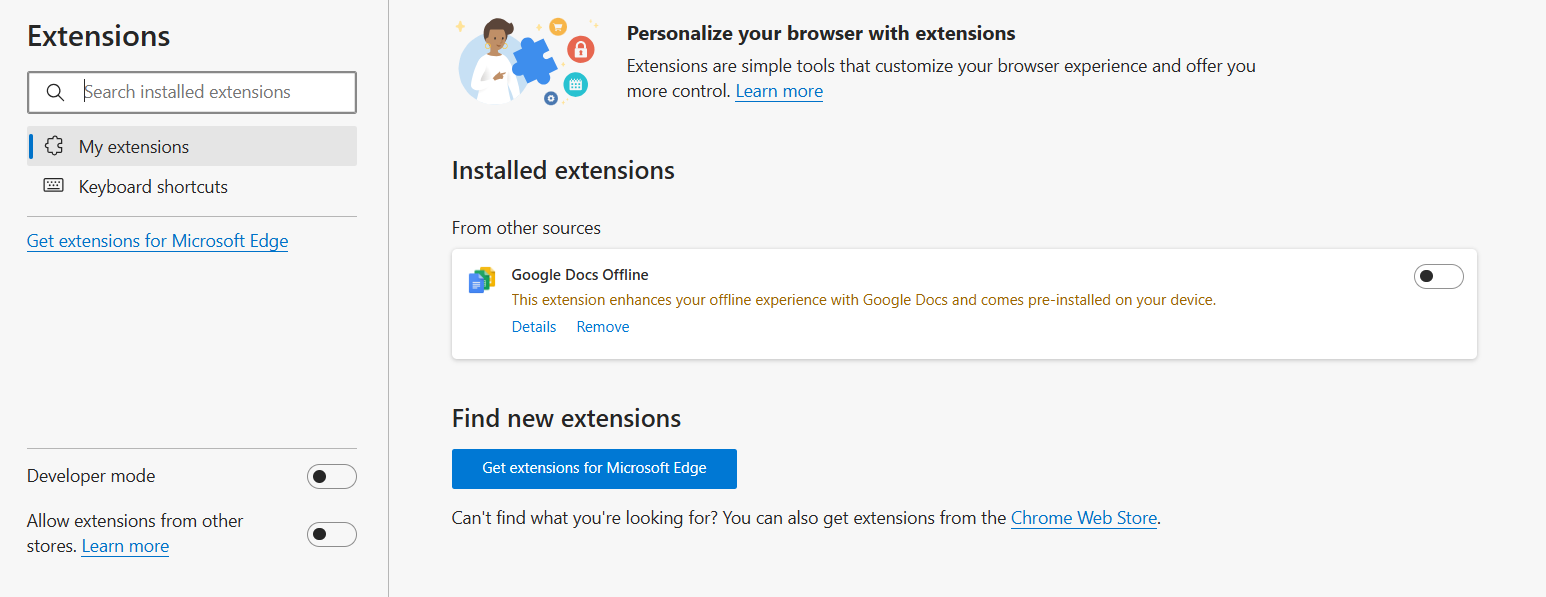 Extensions
Search installed extensions
My extensions
Keyboard shortcuts
Get extensions for Microsoft Edge
Developer mode
Allow extensions from other
stores. Learn more
Personalize your browser with extensions
Extensions are simple tools that customize your browser experience and offer you
more control. Learn more
Installed extensions
From other sources
Google Docs Offline
This extension enhances your offline experience with Google Docs and comes pre-installed on your device.
Details Remove
Find new extensions
Get extensions for Microsoft Edge
Can't find what you're looking for? You can also get extensions from the Chrome Web Store.